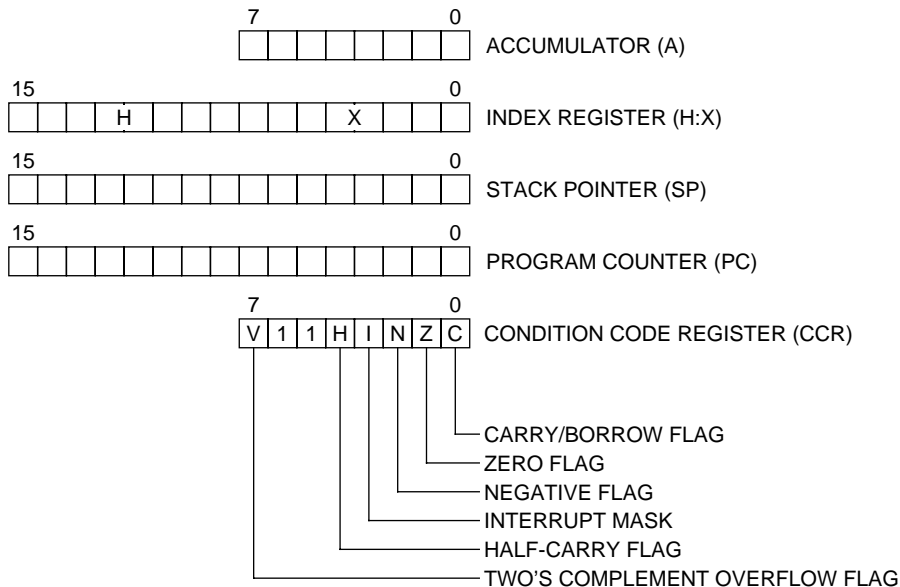 7 0
ACCUMULATOR (A)
15 0
H X INDEX REGISTER (H:X)
15 0
STACK POINTER (SP)
15 0
PROGRAM COUNTER (PC)
7 0
V 1 1 H I N Z C CONDITION CODE REGISTER (CCR)
CARRY/BORROW FLAG
ZERO FLAG
NEGATIVE FLAG
INTERRUPT MASK
HALF-CARRY FLAG
TWO'S COMPLEMENT OVERFLOW FLAG